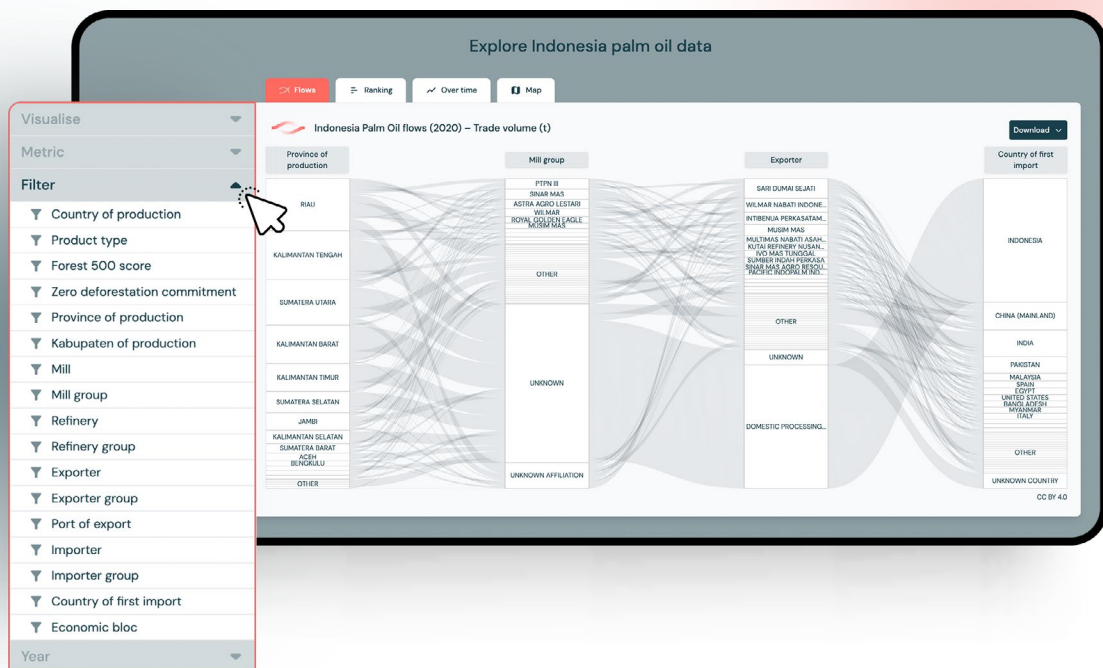 Explore Indonesia palm oil data
Flows
Ranking
Over time
Map
Visualise
Metric
Filter
Country of production
Product type
Forest 500 score
Zero deforestation commitment
Province of production
Kabupaten of production
Mill
Mill group
Refinery
Refinery group
Exporter
Exporter group
Port of export
Importer
Importer group
Country of first import
Economic bloc
Year
Indonesia Palm Oil flows (2020) – Trade volume (t)
Download
Province of
production
RIAU
KALIMANTAN TENGAH
SUMATERA UTARA
KALIMANTAN BARAT
KALIMANTAN TIMUR
SUMATERA SELATAN
JAMBI
KALIMANTAN SELATAN
SUMATERA BARAT
ACEH
BENGKULU
OTHER
Mill group
PTPN III
SINAR MAS
ASTRA AGRO LESTARI
WILMAR
ROYAL GOLDEN EAGLE
MUSIM MAS
OTHER
UNKNOWN
UNKNOWN AFFILIATION
Exporter
SARI DUMAI SEJATI
WILMAR NABATI INDONE...
INTIBENUA PERKASATAM...
MUSIM MAS
MULTIMAS NABATI ASAH...
KUTAI REFINERY NUSAN...
IVO MAS TUNGGAL
SUMBER INDAH PERKASA
SINAR MAS AGRO RESOU...
PACIFIC INDOPALM IND...
OTHER
UNKNOWN
DOMESTIC PROCESSING...
Country of first
import
INDONESIA
CHINA (MAINLAND)
INDIA
PAKISTAN
MALAYSIA
SPAIN
EGYPT
UNITED STATES
BANGLADESH
MYANMAR
ITALY
OTHER
UNKNOWN COUNTRY
CC BY 4.0